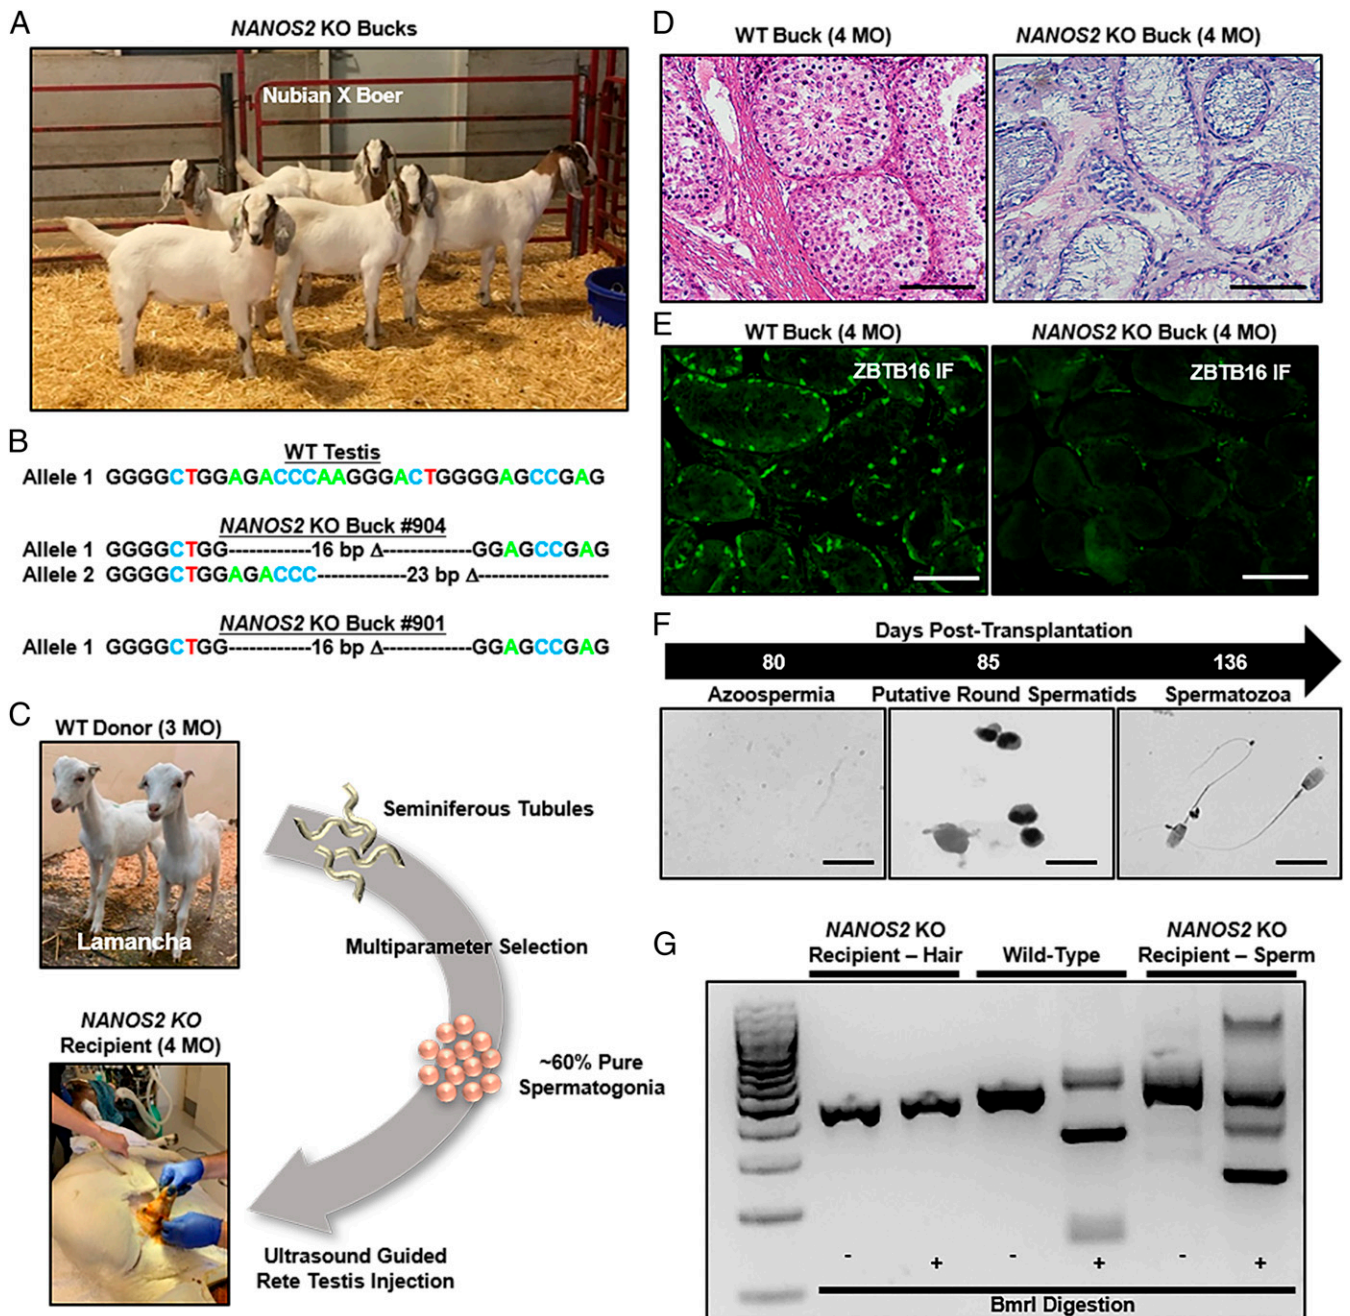 A
NANOS2 KO Bucks
Nubian X Boer
B
WT Testis
Allele 1 GGGGCTGGAGACCCAAGGGACTGGGGAGCCGAG
NANOS2 KO Buck #904
Allele 1 GGGGCTGG------------16 bp Δ------------GGAGCCGAG
Allele 2 GGGGCTGGAGACCC------------23 bp Δ------------------
NANOS2 KO Buck #901
Allele 1 GGGGCTGG------------16 bp Δ------------GGAGCCGAG
C
WT Donor (3 MO)
Lamancha
Seminiferous Tubules
Multiparameter Selection
~60% Pure
Spermatogonia
NANOS2 KO
Recipient (4 MO)
Ultrasound Guided
Rete Testis Injection
D
WT Buck (4 MO)
NANOS2 KO Buck (4 MO)
E
WT Buck (4 MO)
NANOS2 KO Buck (4 MO)
ZBTB16 IF
ZBTB16 IF
F
Days Post-Transplantation
80 85 136
Azoospermia
Putative Round Spermatids
Spermatozoa
G
NANOS2 KO
Recipient – Hair
Wild-Type
NANOS2 KO
Recipient – Sperm
- + - + - +
BmrI Digestion